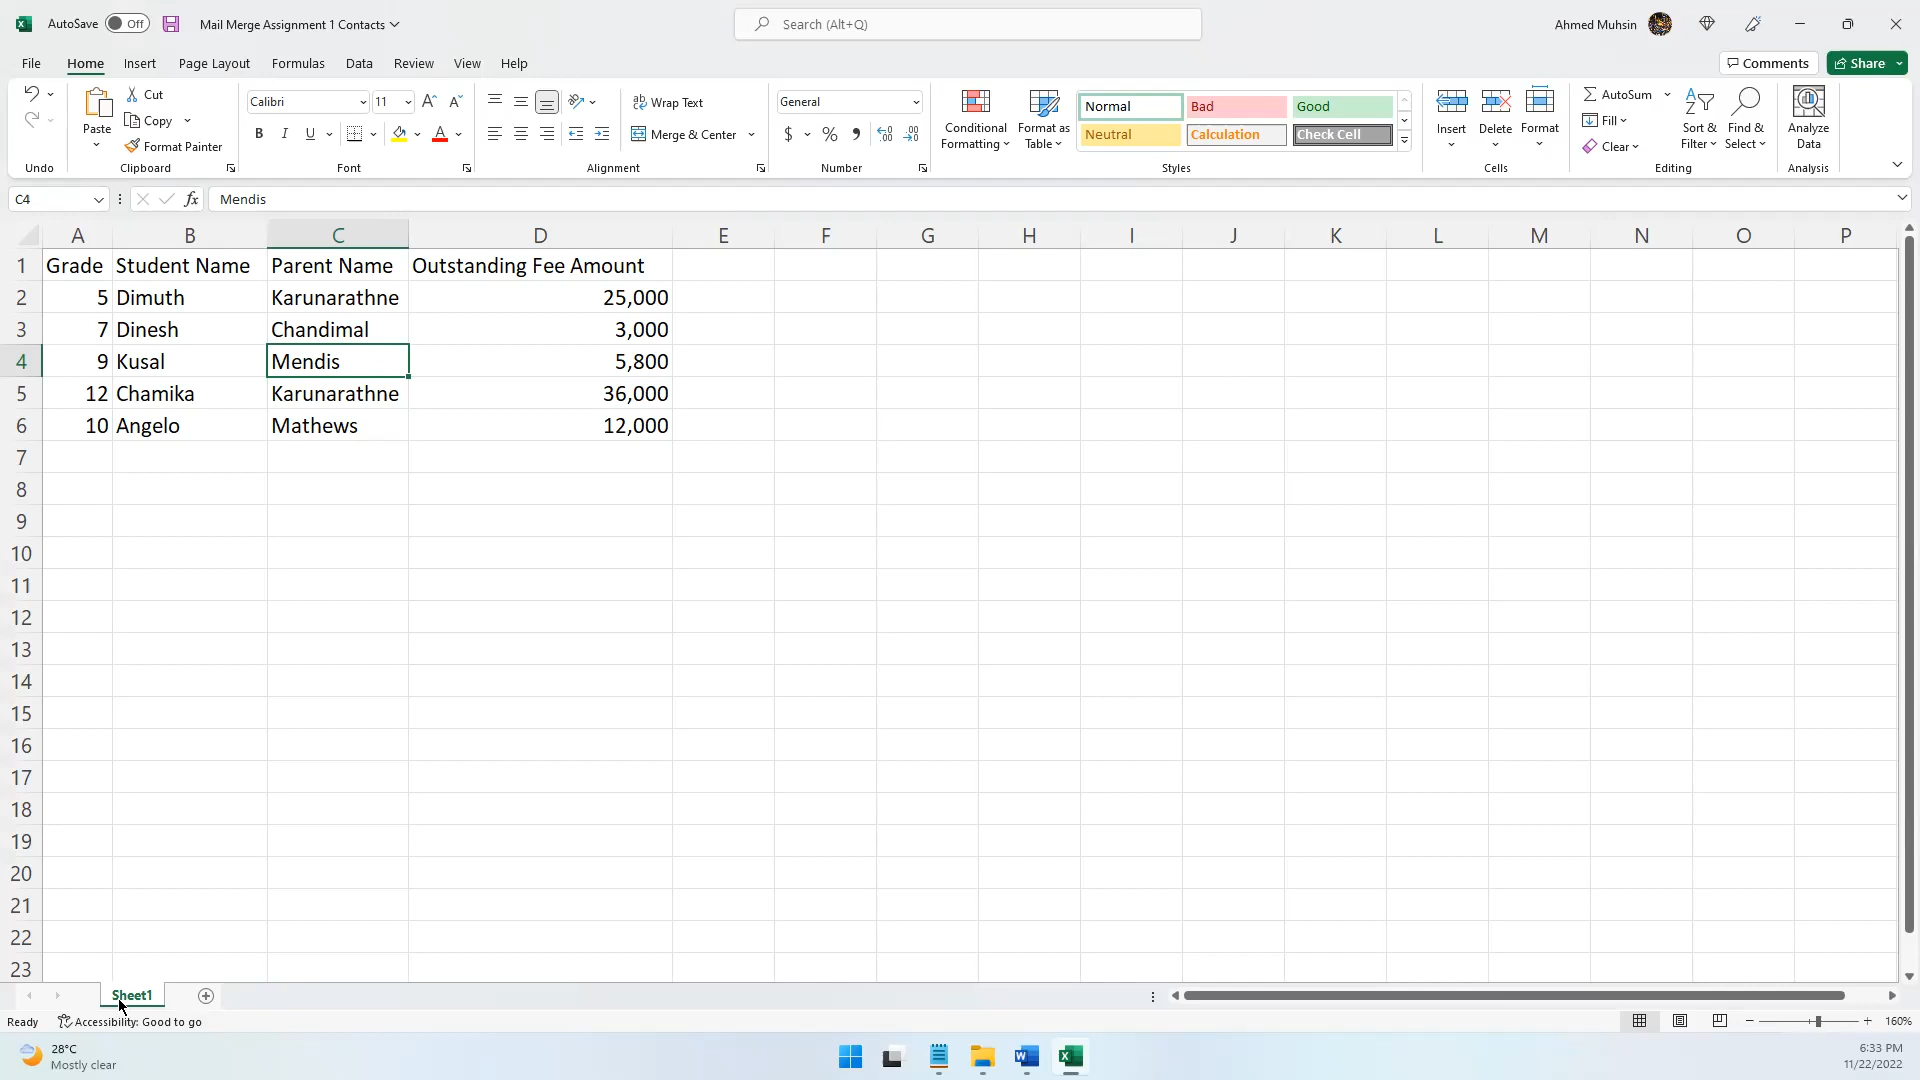 AutoSave Off Mail Merge Assignment 1 Contacts Search (Alt+Q) Ahmed Muhsin
File Home Insert Page Layout Formulas Data Review View Help Comments Share
Paste Cut Copy Format Painter
Calibri 11 B I U A A A
Wrap Text Merge & Center
General $ % 9
Conditional Formatting Format as Table
Normal Bad Good
Neutral Calculation Check Cell
Insert Delete Format
AutoSum Fill Clear
Sort & Filter Find & Select
Analyze Data
Undo Clipboard Font Alignment Number Styles Cells Editing Analysis
C4 fx Mendis
A B C D E F G H I J K L M N O P
1 Grade Student Name Parent Name Outstanding Fee Amount
2 5 Dimuth Karunarathne 25,000
3 7 Dinesh Chandimal 3,000
4 9 Kusal Mendis 5,800
5 12 Chamika Karunarathne 36,000
6 10 Angelo Mathews 12,000
7
8
9
10
11
12
13
14
15
16
17
18
19
20
21
22
23
Sheet1
Ready Accessibility: Good to go 160%
28°C 6:33 PM
Mostly clear 11/22/2022